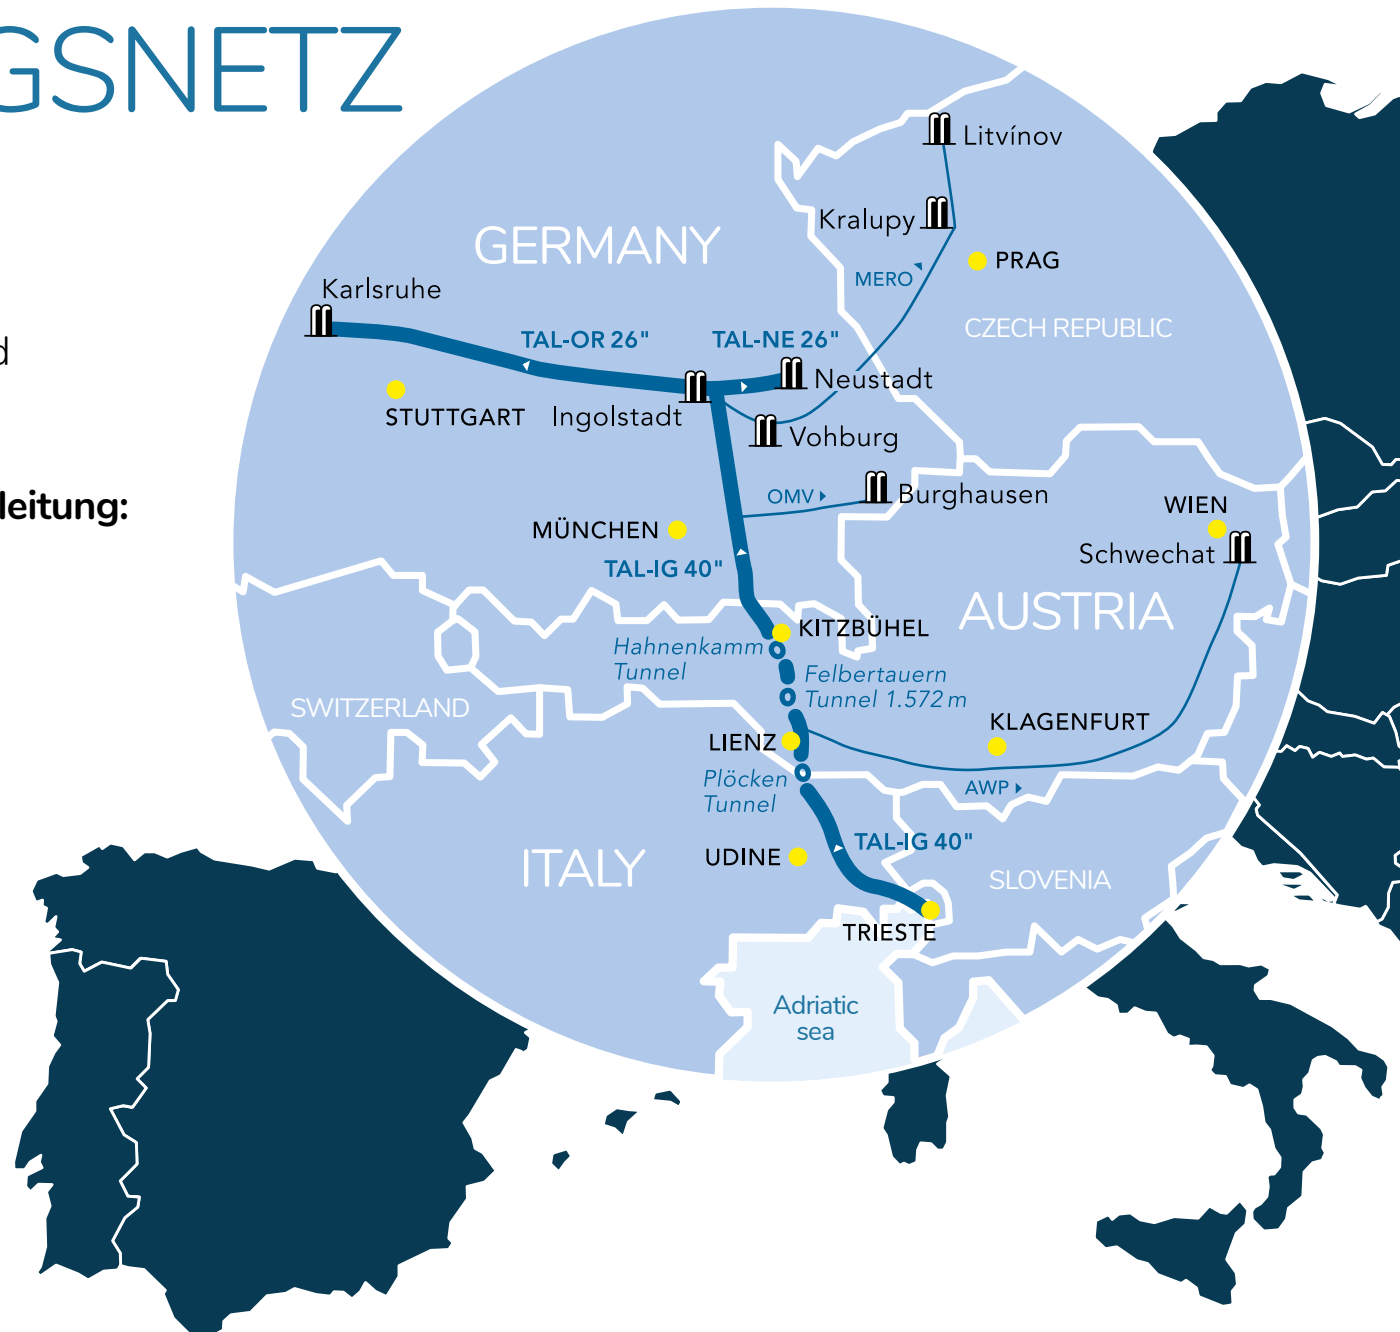 GSNETZ
d
leitung:
Litvínov
Kralupy
GERMANY
PRAG
MERO
Karlsruhe
CZECH REPUBLIC
TAL-OR 26"
TAL-NE 26"
Neustadt
STUTTGART
Ingolstadt
Vohburg
OMV
Burghausen
WIEN
MÜNCHEN
Schwechat
TAL-IG 40"
AUSTRIA
KITZBÜHEL
Hahnenkamm
Tunnel
Felbertauern
Tunnel 1.572 m
SWITZERLAND
KLAGENFURT
LIENZ
Plöcken
Tunnel
AWP
TAL-IG 40"
UDINE
ITALY
SLOVENIA
TRIESTE
Adriatic
sea